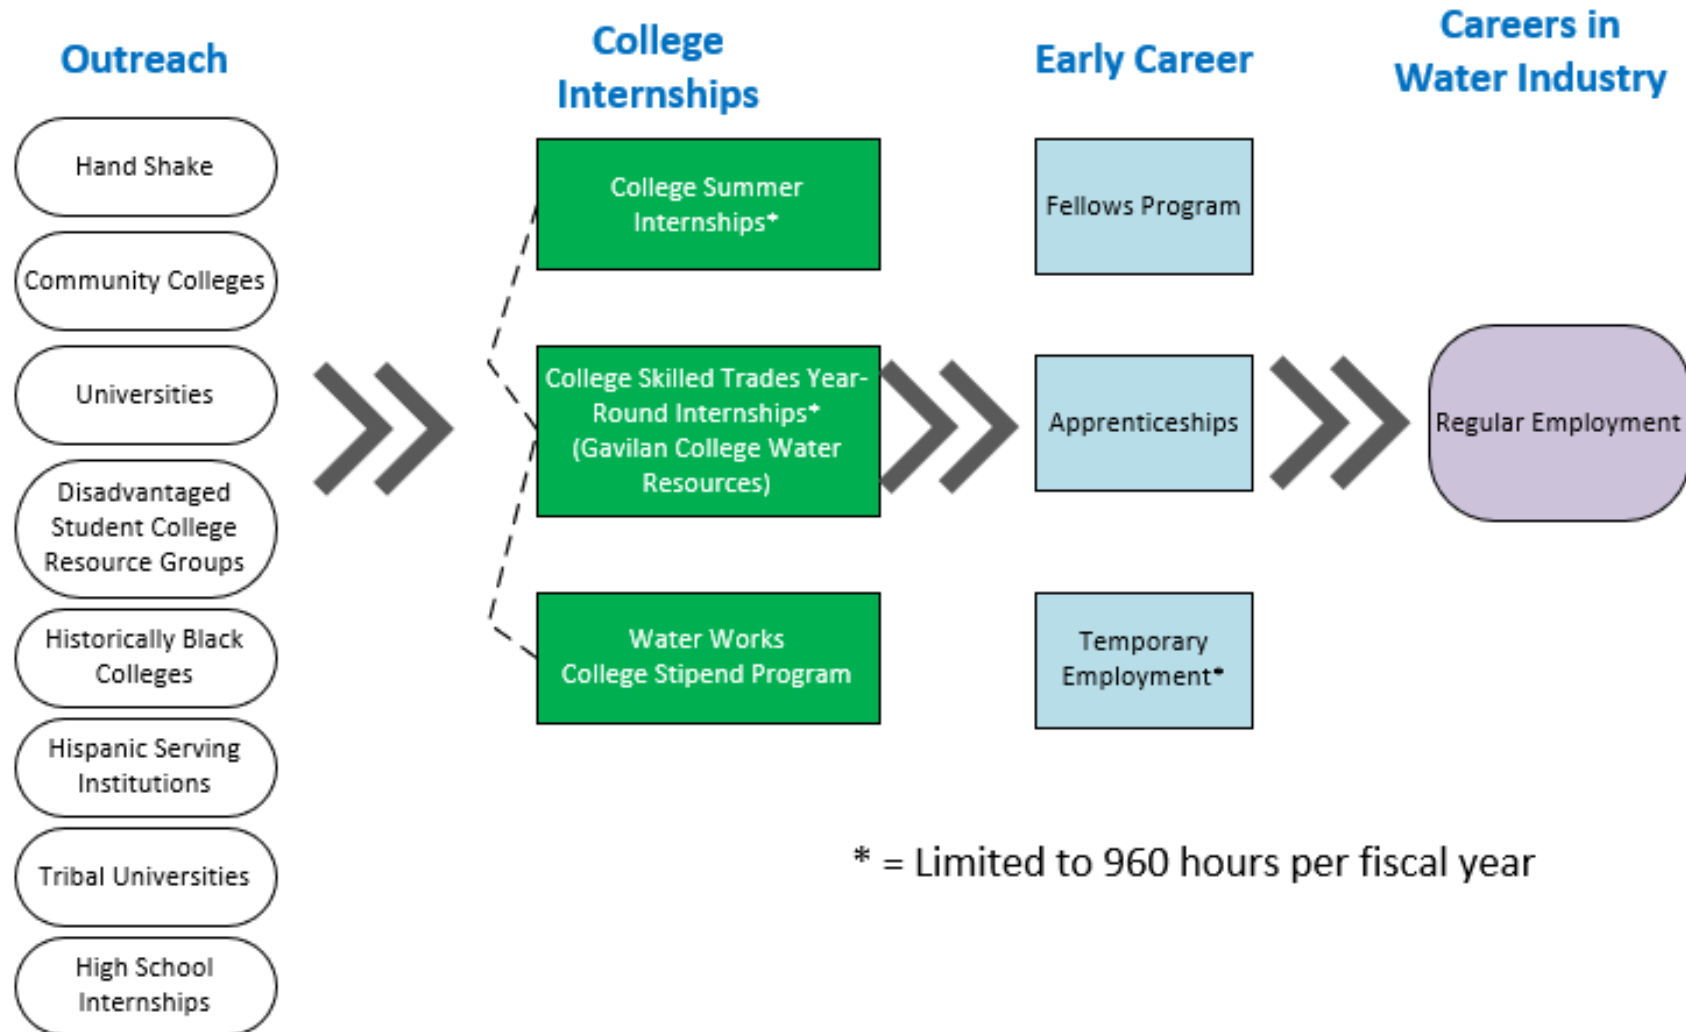 Outreach
Hand Shake
Community Colleges
Universities
Disadvantaged
Student College
Resource Groups
Historically Black
Colleges
Hispanic Serving
Institutions
Tribal Universities
High School
Internships
College
Internships
College Summer
Internships*
College Skilled Trades Year-
Round Internships*
(Gavilan College Water
Resources)
Water Works
College Stipend Program
Early Career
Fellows Program
Apprenticeships
Temporary
Employment*
Careers in
Water Industry
Regular Employment
* = Limited to 960 hours per fiscal year